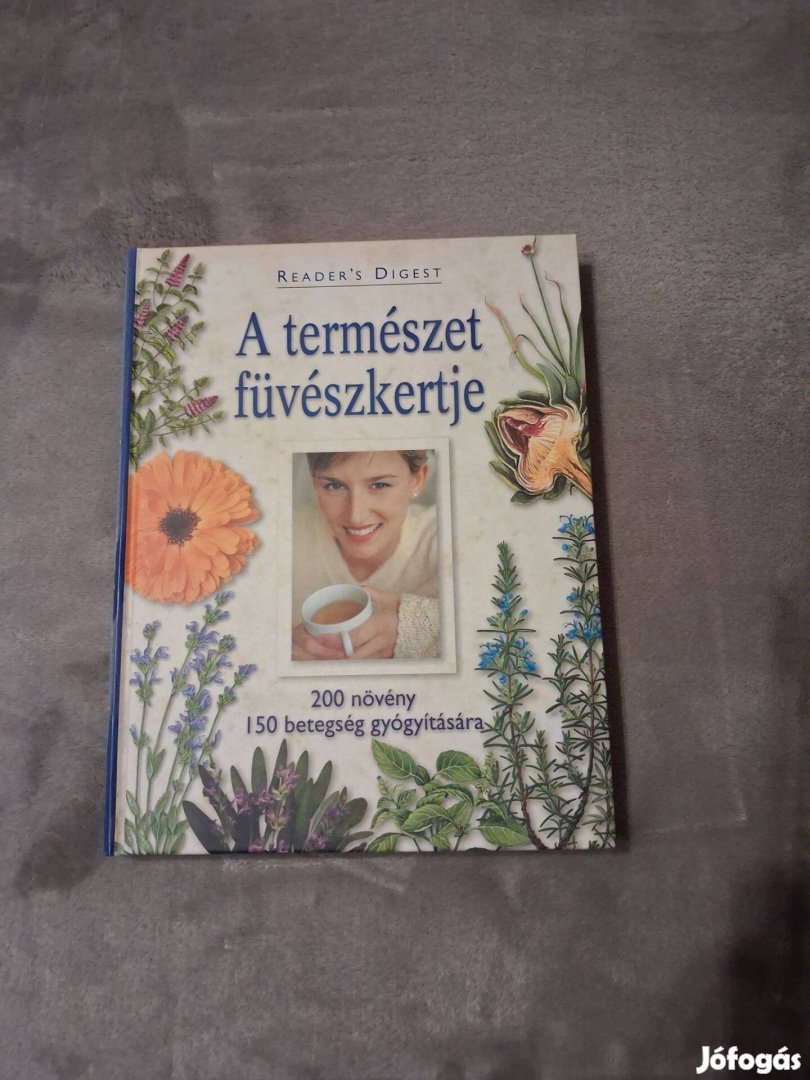 READER'S DIGEST
A természet
füvészkertje
200 növény
150 betegség gyógyítására
Jófogás